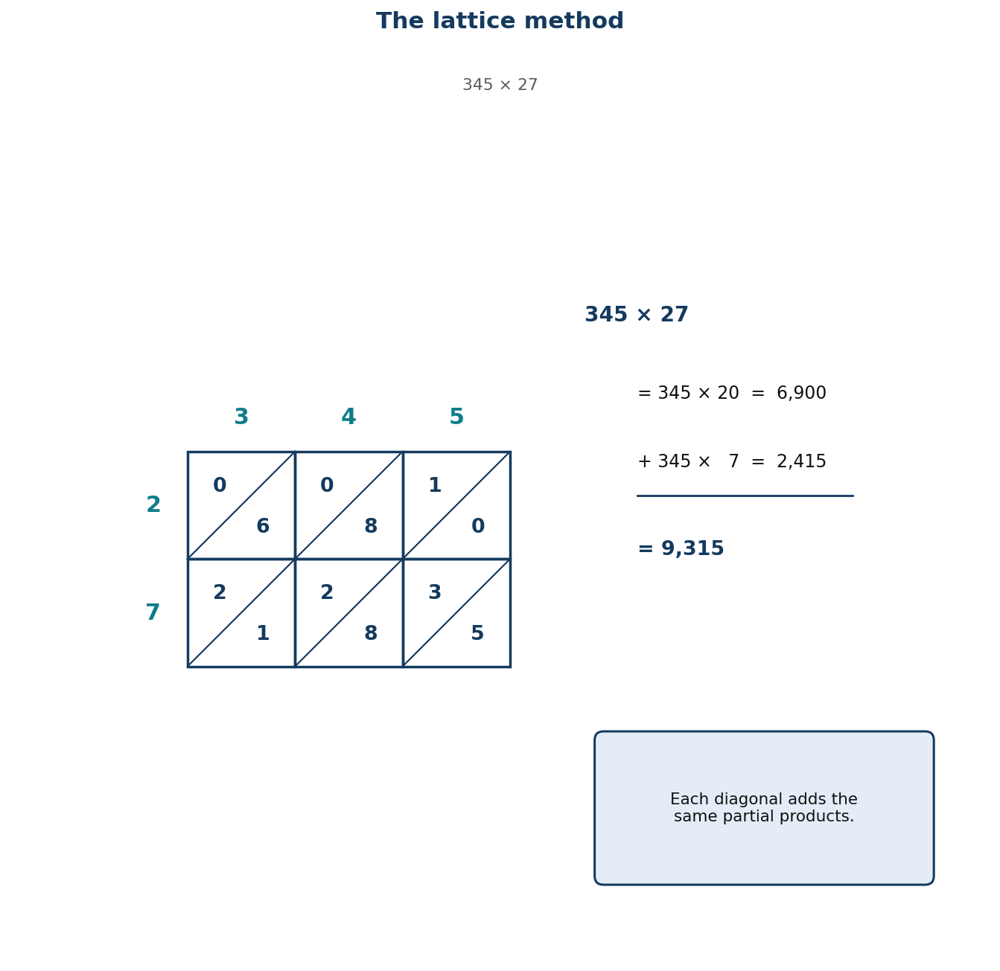 The lattice method
345 × 27
345 × 27
= 345 × 20 = 6,900
+ 345 × 7 = 2,415
= 9,315
3 4 5
2
0 0 1
6 8 0
7
2 2 3
1 8 5
Each diagonal adds the
same partial products.